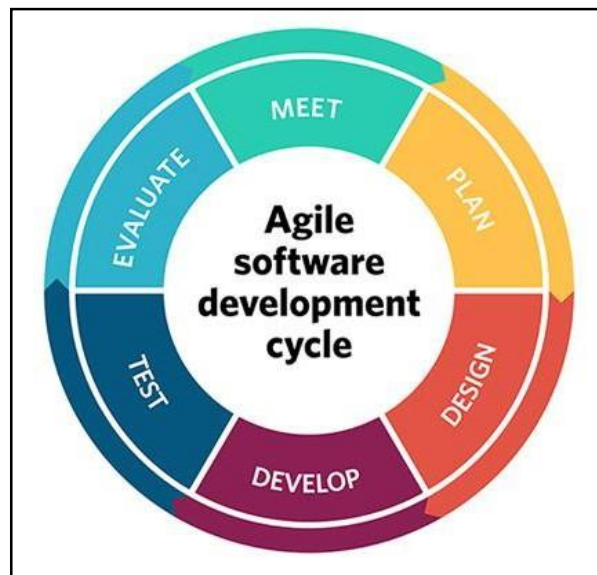 MEET
PLAN
DESIGN
DEVELOP
TEST
EVALUATE
Agile
software
development
cycle